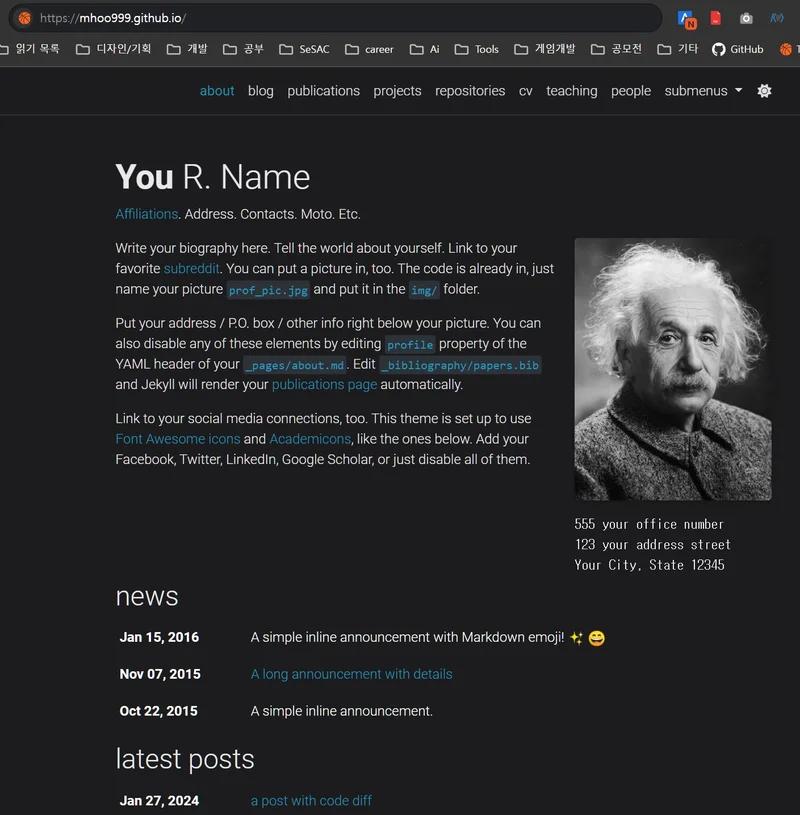 https://mhoo999.github.io/
읽기 목록 디자인/기획 개발 공부 SeSAC career Ai Tools 게임개발 공모전 기타 GitHub
about blog publications projects repositories cv teaching people submenus
You R. Name
Affiliations. Address. Contacts. Moto. Etc.
Write your biography here. Tell the world about yourself. Link to your
favorite subreddit. You can put a picture in, too. The code is already in, just
name your picture prof_pic.jpg and put it in the img/ folder.
Put your address / P.O. box / other info right below your picture. You can
also disable any of these elements by editing profile property of the
YAML header of your _pages/about.md. Edit _bibliography/papers.bib
and Jekyll will render your publications page automatically.
Link to your social media connections, too. This theme is set up to use
Font Awesome icons and Academicons, like the ones below. Add your
Facebook, Twitter, LinkedIn, Google Scholar, or just disable all of them.
555 your office number
123 your address street
Your City, State 12345
news
Jan 15, 2016 A simple inline announcement with Markdown emoji! ✨ 😄
Nov 07, 2015 A long announcement with details
Oct 22, 2015 A simple inline announcement.
latest posts
Jan 27, 2024 a post with code diff